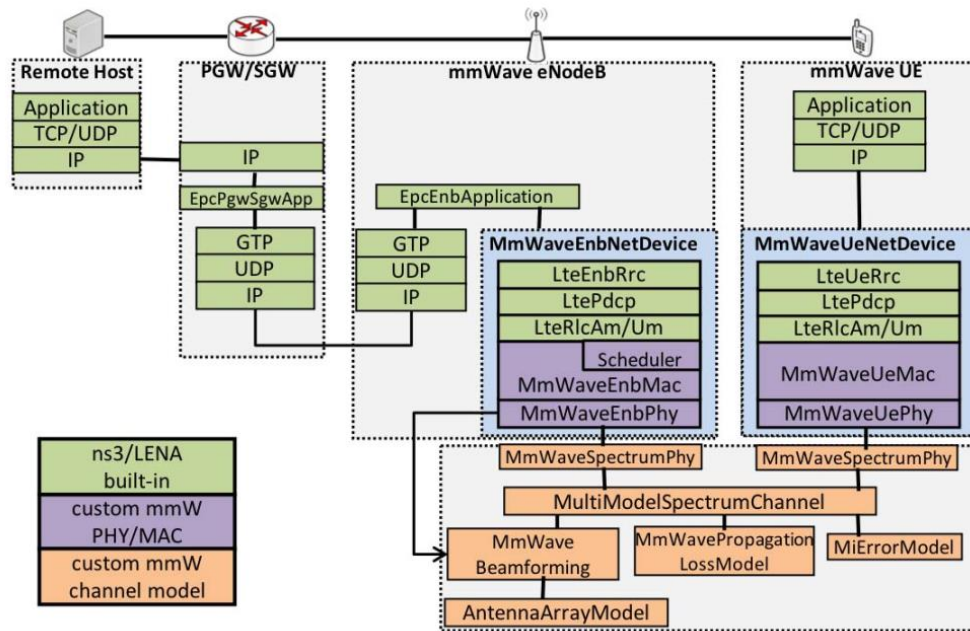 Remote Host
PGW/SGW
mmWave eNodeB
mmWave UE
Application
TCP/UDP
IP
IP
EpcPgwSgwApp
GTP
UDP
IP
EpcEnbApplication
GTP
UDP
IP
MmWaveEnbNetDevice
LteEnbRrc
LtePdcp
LteRlcAm/Um
Scheduler
MmWaveEnbMac
MmWaveEnbPhy
Application
TCP/UDP
IP
MmWaveUeNetDevice
LteUeRrc
LtePdcp
LteRlcAm/Um
MmWaveUeMac
MmWaveUePhy
MmWaveSpectrumPhy
MmWaveSpectrumPhy
MultiModelSpectrumChannel
MmWave
Beamforming
MmWavePropagation
LossModel
MiErrorModel
AntennaArrayModel
ns3/LENA
built-in
custom mmW
PHY/MAC
custom mmW
channel model